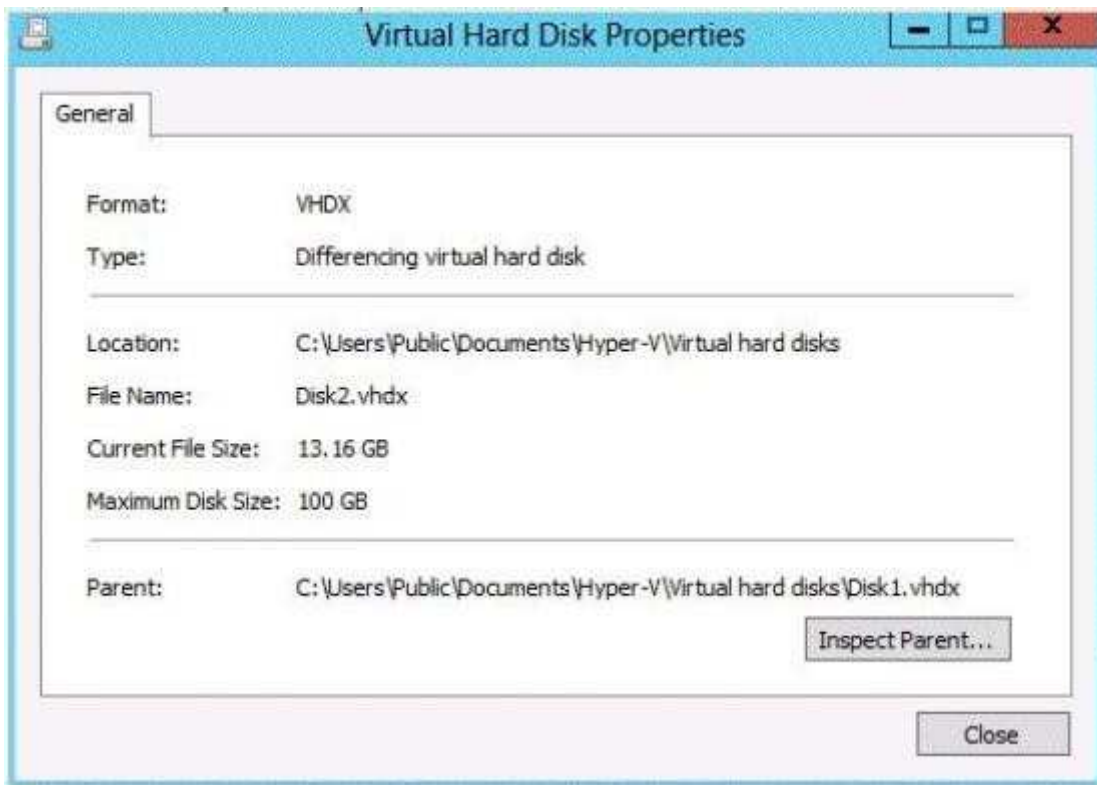 Virtual Hard Disk Properties
General
Format: VHDX
Type: Differencing virtual hard disk
Location: C:\Users\Public\Documents\Hyper-V\Virtual hard disks
File Name: Disk2.vhdx
Current File Size: 13.16 GB
Maximum Disk Size: 100 GB
Parent: C:\Users\Public\Documents\Hyper-V\Virtual hard disks\Disk1.vhdx
Inspect Parent...
Close